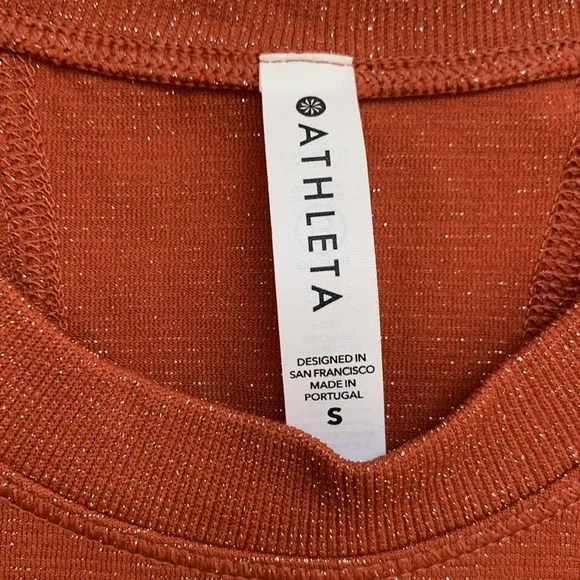 ATHLETA
DESIGNED IN
SAN FRANCISCO
MADE IN
PORTUGAL
S